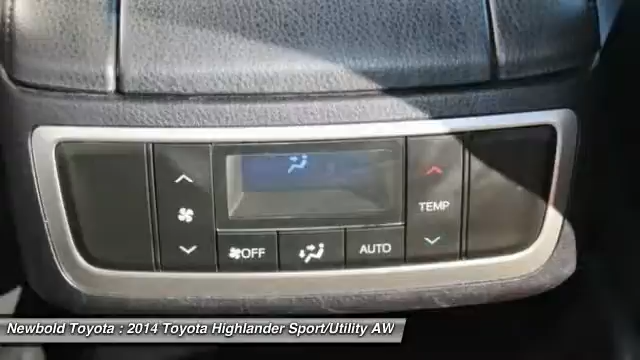 TEMP
OFF
AUTO
Newbold Toyota : 2014 Toyota Highlander Sport/Utility AW